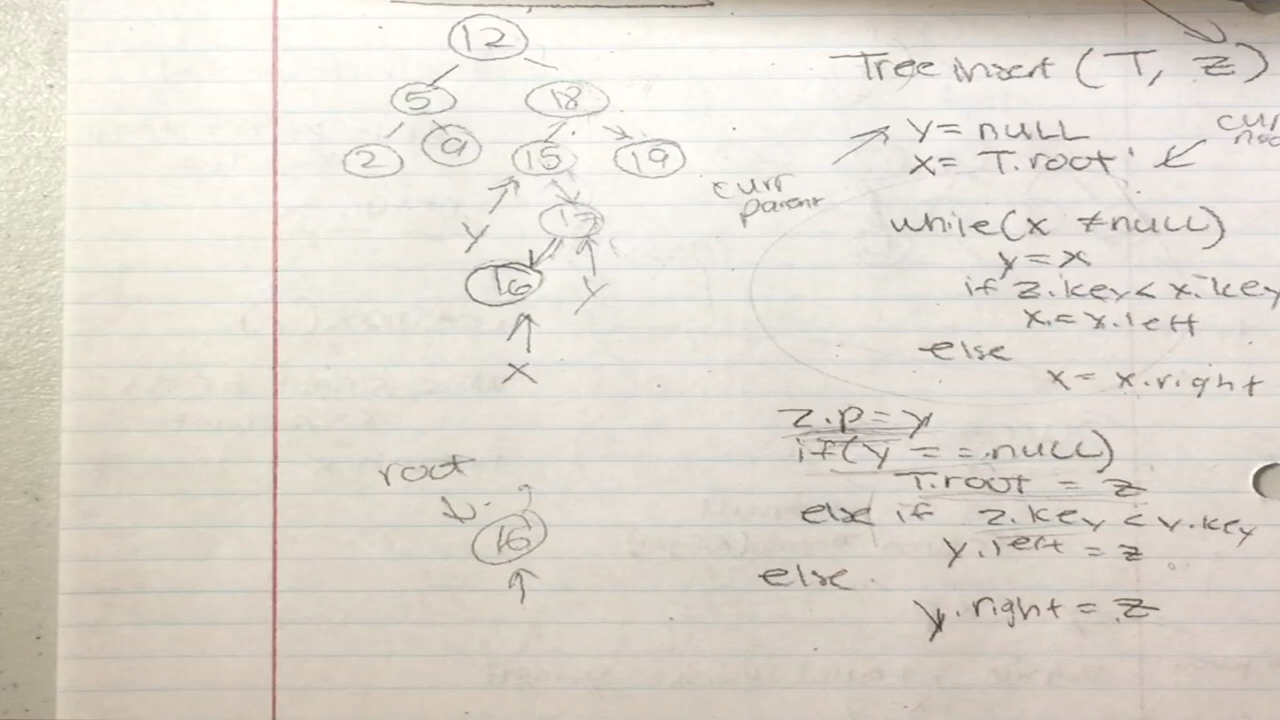 12
5 18
2 9 15 19
17
y
16 y
x
root
16
Tree insert (T, z)
y = null
x = T.root
curr
parent
while(x ≠ null)
y = x
if z.key < x.key
x = x.left
else
x = x.right
z.p = y
if(y == null)
T.root = z
else if z.key < y.key
y.left = z
else
y.right = z